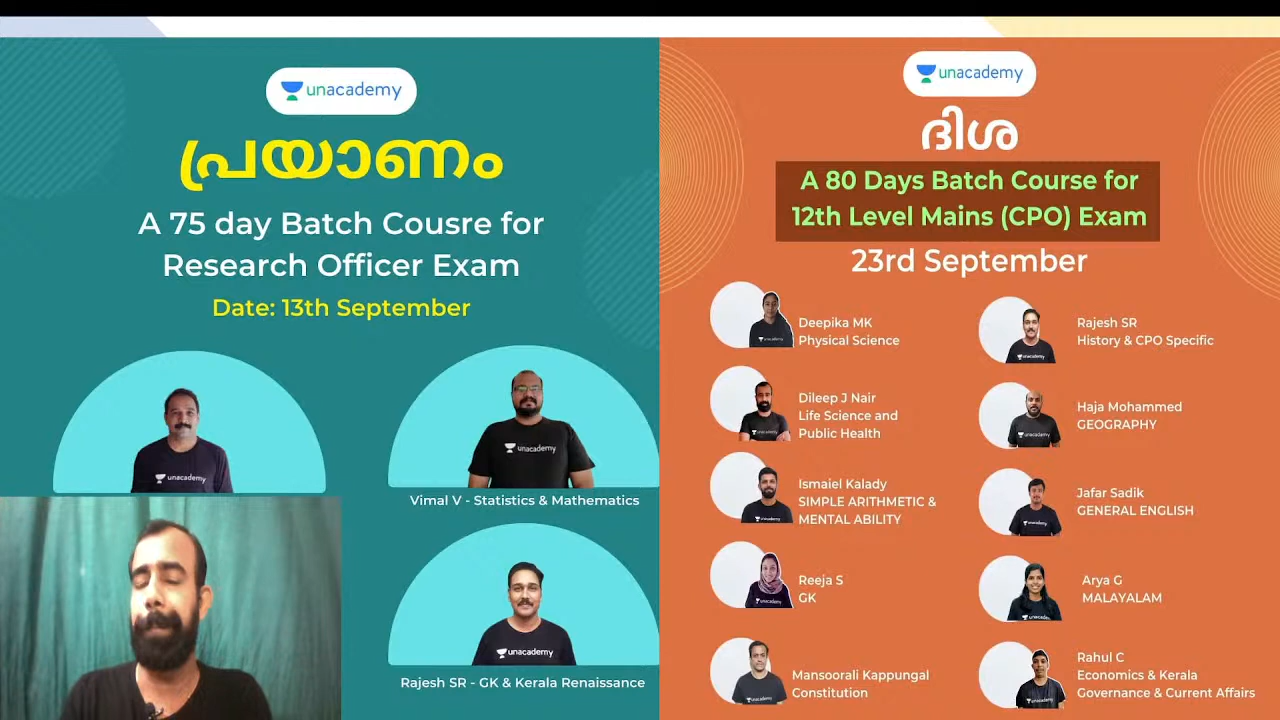 unacademy
പ്രയാണം
A 75 day Batch Cousre for
Research Officer Exam
Date: 13th September
unacademy
unacademy
Vimal V - Statistics & Mathematics
unacademy
Rajesh SR - GK & Kerala Renaissance
unacademy
ദിശ
A 80 Days Batch Course for
12th Level Mains (CPO) Exam
23rd September
Deepika MK
Physical Science
Rajesh SR
History & CPO Specific
Dileep J Nair
Life Science and
Public Health
Haja Mohammed
GEOGRAPHY
Ismaiel Kalady
SIMPLE ARITHMETIC &
MENTAL ABILITY
Jafar Sadik
GENERAL ENGLISH
Reeja S
GK
Arya G
MALAYALAM
Mansoorali Kappungal
Constitution
Rahul C
Economics & Kerala
Governance & Current Affairs